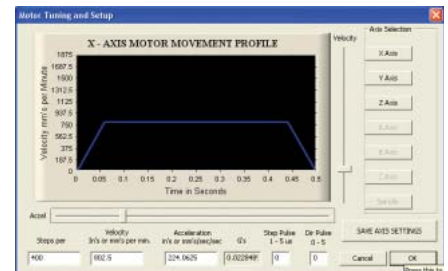 Motor Tuning and Setup
X - AXIS MOTOR MOVEMENT PROFILE
Velocity
Axis Selection
Velocity mm's per Minute
1875
1687.5
1500
1312.5
1125
937.5
750
562.5
375
187.5
0
0 0.05 0.1 0.15 0.2 0.25 0.3 0.35 0.4 0.45 0.5
Time in Seconds
X Axis
Y Axis
Z Axis
Accel
SAVE AXIS SETTINGS
Steps per
Velocity
In's or mm's per min.
Acceleration
in's or mm's/sec/sec
G's
Step Pulse
1 - 5 us
Dir Pulse
0 - 5
400
802.5
224.0625
0
0
Cancel
OK